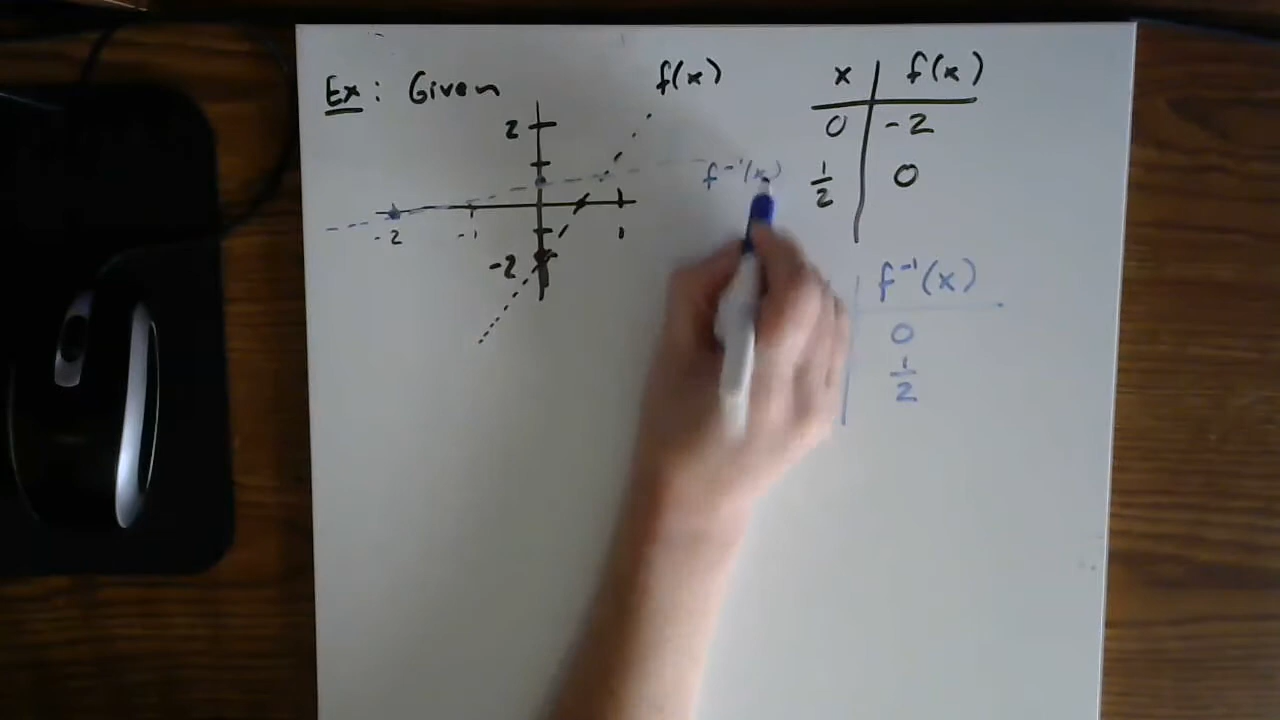 Ex: Given
f(x)
2
-2 -1 1
-2
f⁻¹(x)
x | f(x)
0 | -2
1/2 | 0
f⁻¹(x)
0
1/2